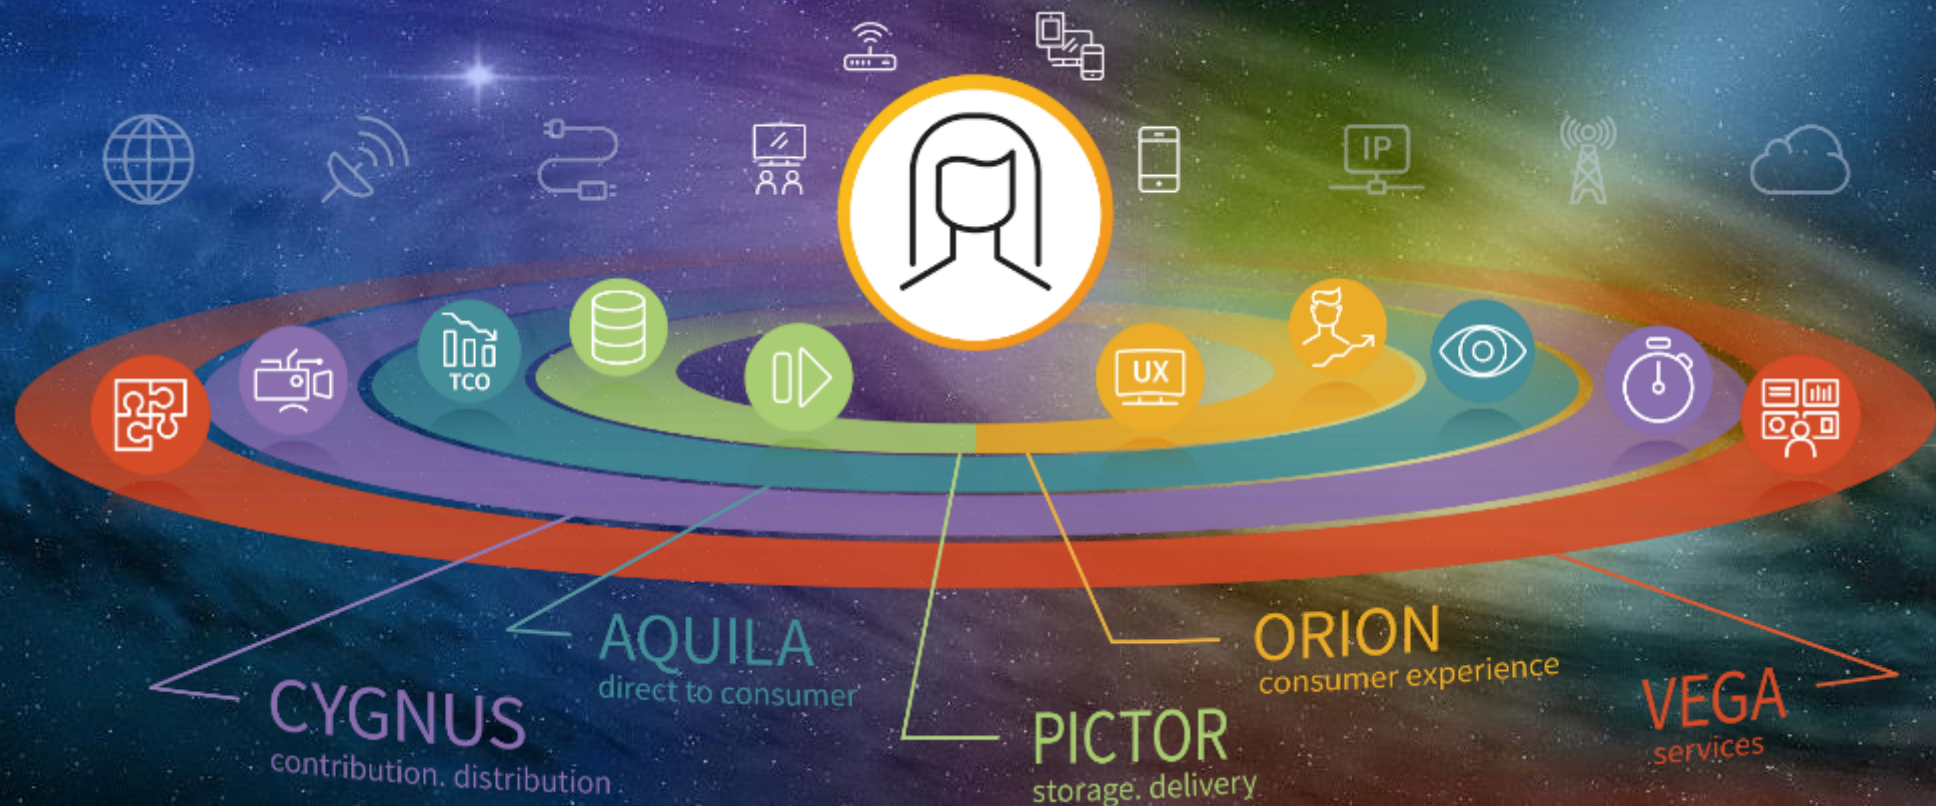 IP
TCO
UX
AQUILA
direct to consumer
ORION
consumer experience
CYGNUS
contribution. distribution
PICTOR
storage. delivery
VEGA
services